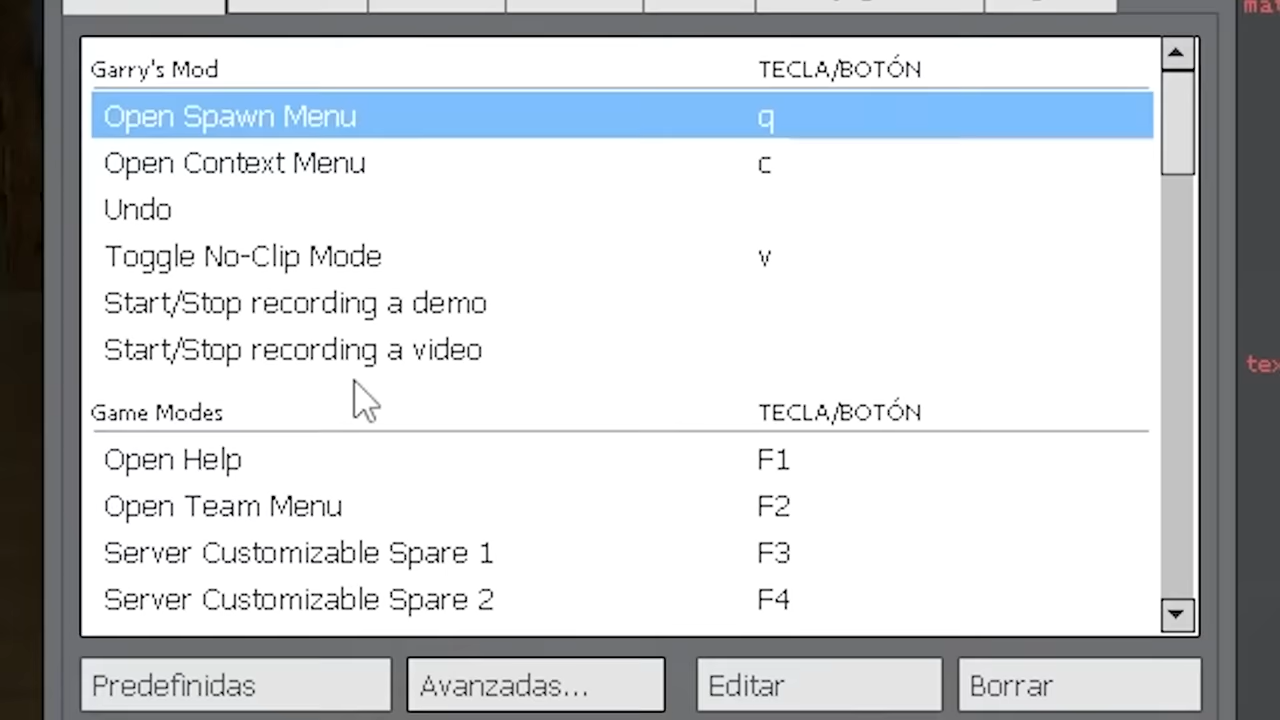 Garry's Mod TECLA/BOTÓN
Open Spawn Menu q
Open Context Menu c
Undo
Toggle No-Clip Mode v
Start/Stop recording a demo
Start/Stop recording a video
Game Modes TECLA/BOTÓN
Open Help F1
Open Team Menu F2
Server Customizable Spare 1 F3
Server Customizable Spare 2 F4
Predefinidas Avanzadas... Editar Borrar